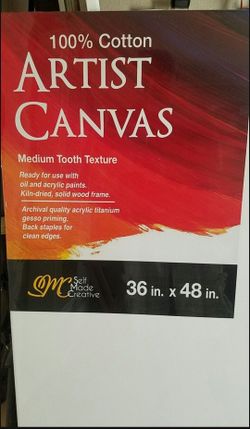 100% Cotton
ARTIST
CANVAS
Medium Tooth Texture
Ready for use with
oil and acrylic paints.
Kiln-dried, solid wood frame.
Archival quality acrylic titanium
gesso priming.
Back staples for
clean edges.
SMC Self
Made
Creative
36 in. x 48 in.